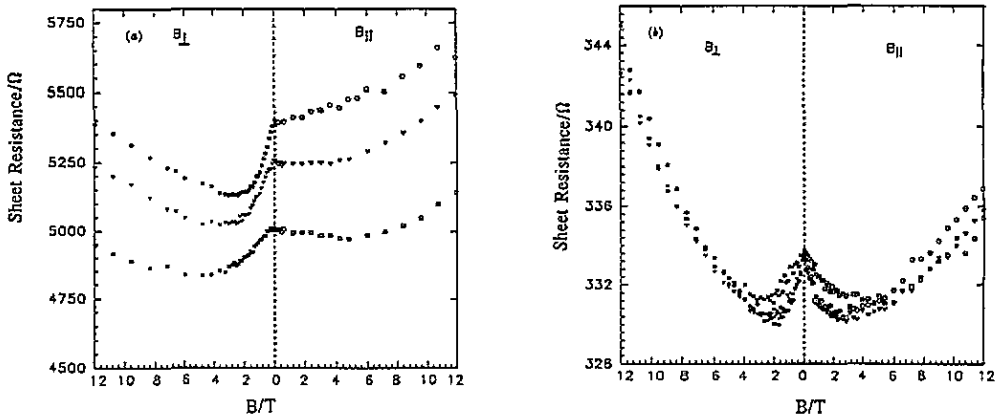 5750
5500
5250
5000
4750
4500
Sheet Resistance/Ω
(a)
B⊥
B||
12 10 8 6 4 2 0 2 4 6 8 10 12
B/T
344
340
336
332
328
Sheet Resistance/Ω
(b)
B⊥
B||
12 10 8 6 4 2 0 2 4 6 8 10 12
B/T